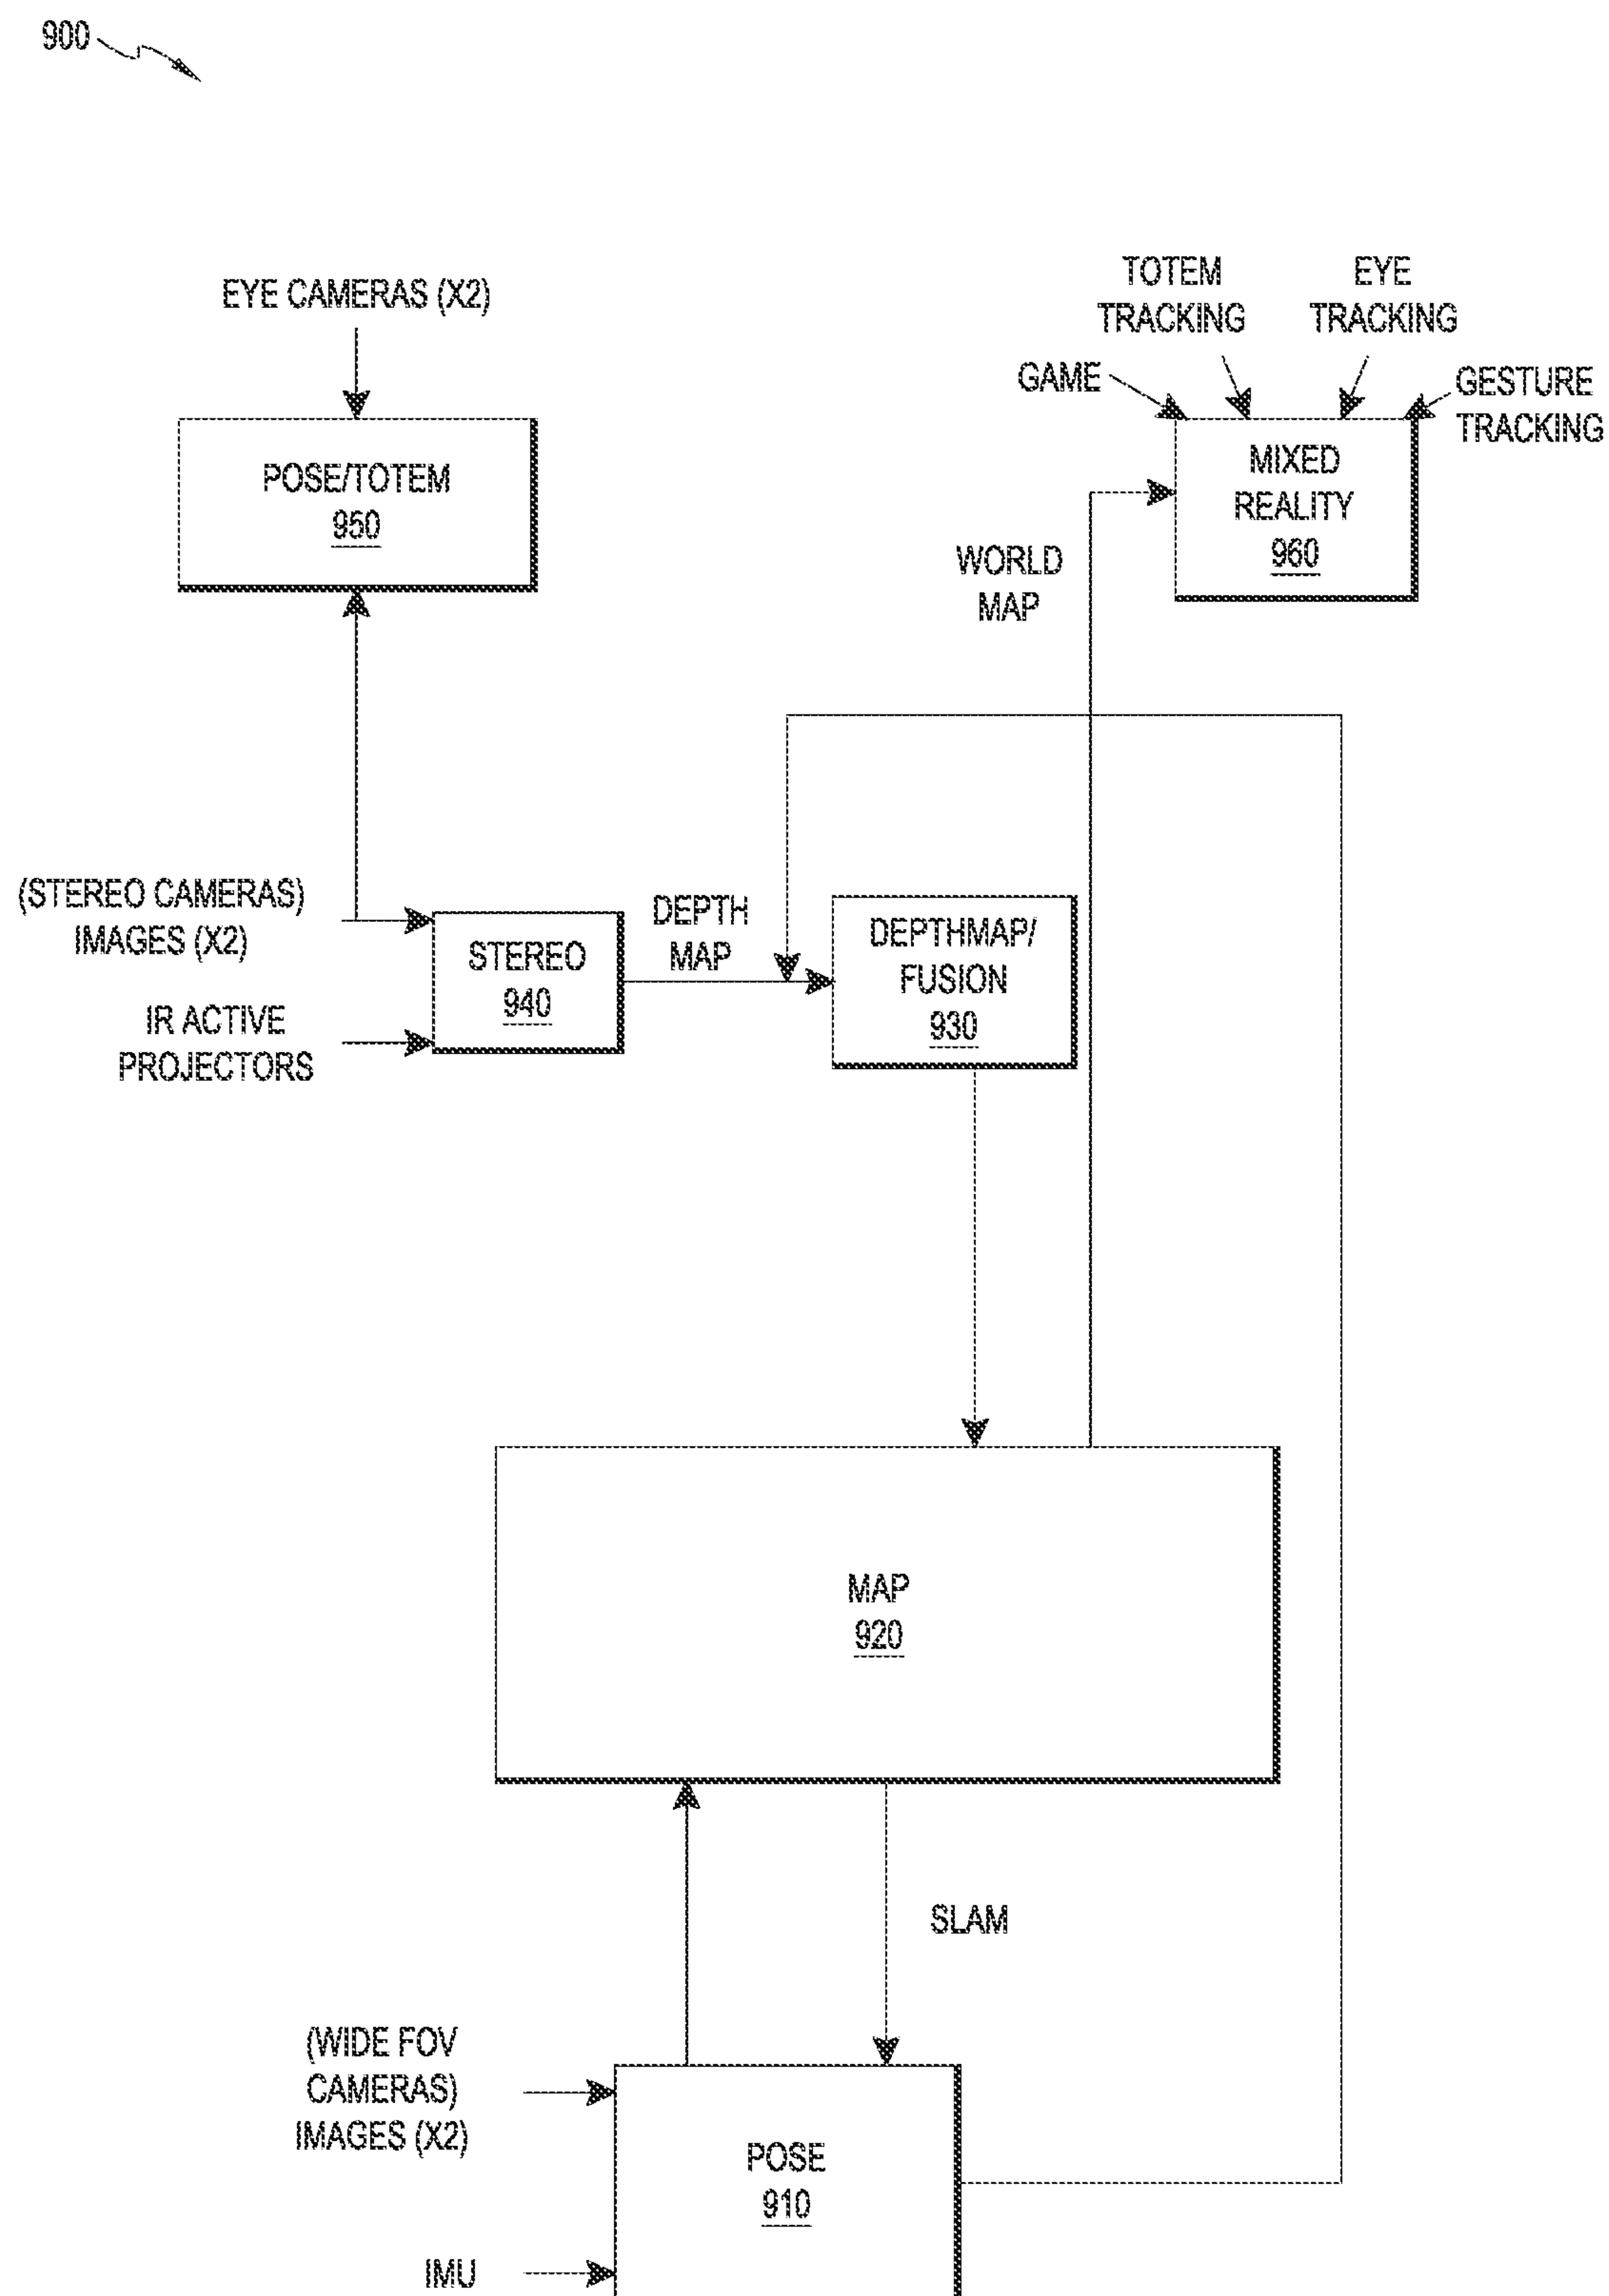 900
EYE CAMERAS (X2)
POSE/TOTEM
950
TOTEM
TRACKING
EYE
TRACKING
GAME
GESTURE
TRACKING
MIXED
REALITY
960
WORLD
MAP
(STEREO CAMERAS)
IMAGES (X2)
IR ACTIVE
PROJECTORS
STEREO
940
DEPTH
MAP
DEPTHMAP/
FUSION
930
MAP
920
SLAM
(WIDE FOV
CAMERAS)
IMAGES (X2)
POSE
910
IMU